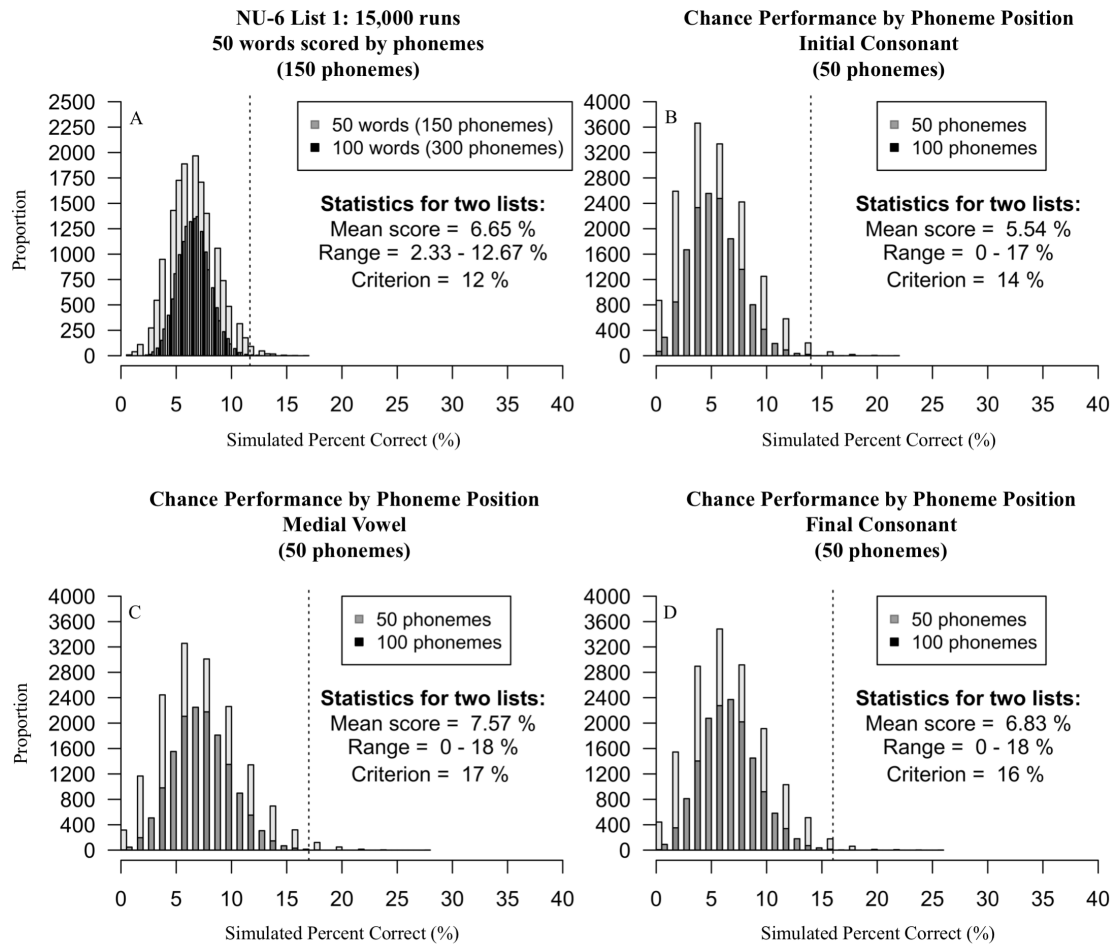 NU-6 List 1: 15,000 runs
50 words scored by phonemes
(150 phonemes)
A
50 words (150 phonemes)
100 words (300 phonemes)
Statistics for two lists:
Mean score = 6.65 %
Range = 2.33 - 12.67 %
Criterion = 12 %
Proportion
2500
2250
2000
1750
1500
1250
1000
750
500
250
0
0 5 10 15 20 25 30 35 40
Simulated Percent Correct (%)
Chance Performance by Phoneme Position
Initial Consonant
(50 phonemes)
B
50 phonemes
100 phonemes
Statistics for two lists:
Mean score = 5.54 %
Range = 0 - 17 %
Criterion = 14 %
4000
3600
3200
2800
2400
2000
1600
1200
800
400
0
0 5 10 15 20 25 30 35 40
Simulated Percent Correct (%)
Chance Performance by Phoneme Position
Medial Vowel
(50 phonemes)
C
50 phonemes
100 phonemes
Statistics for two lists:
Mean score = 7.57 %
Range = 0 - 18 %
Criterion = 17 %
Proportion
4000
3600
3200
2800
2400
2000
1600
1200
800
400
0
0 5 10 15 20 25 30 35 40
Simulated Percent Correct (%)
Chance Performance by Phoneme Position
Final Consonant
(50 phonemes)
D
50 phonemes
100 phonemes
Statistics for two lists:
Mean score = 6.83 %
Range = 0 - 18 %
Criterion = 16 %
4000
3600
3200
2800
2400
2000
1600
1200
800
400
0
0 5 10 15 20 25 30 35 40
Simulated Percent Correct (%)